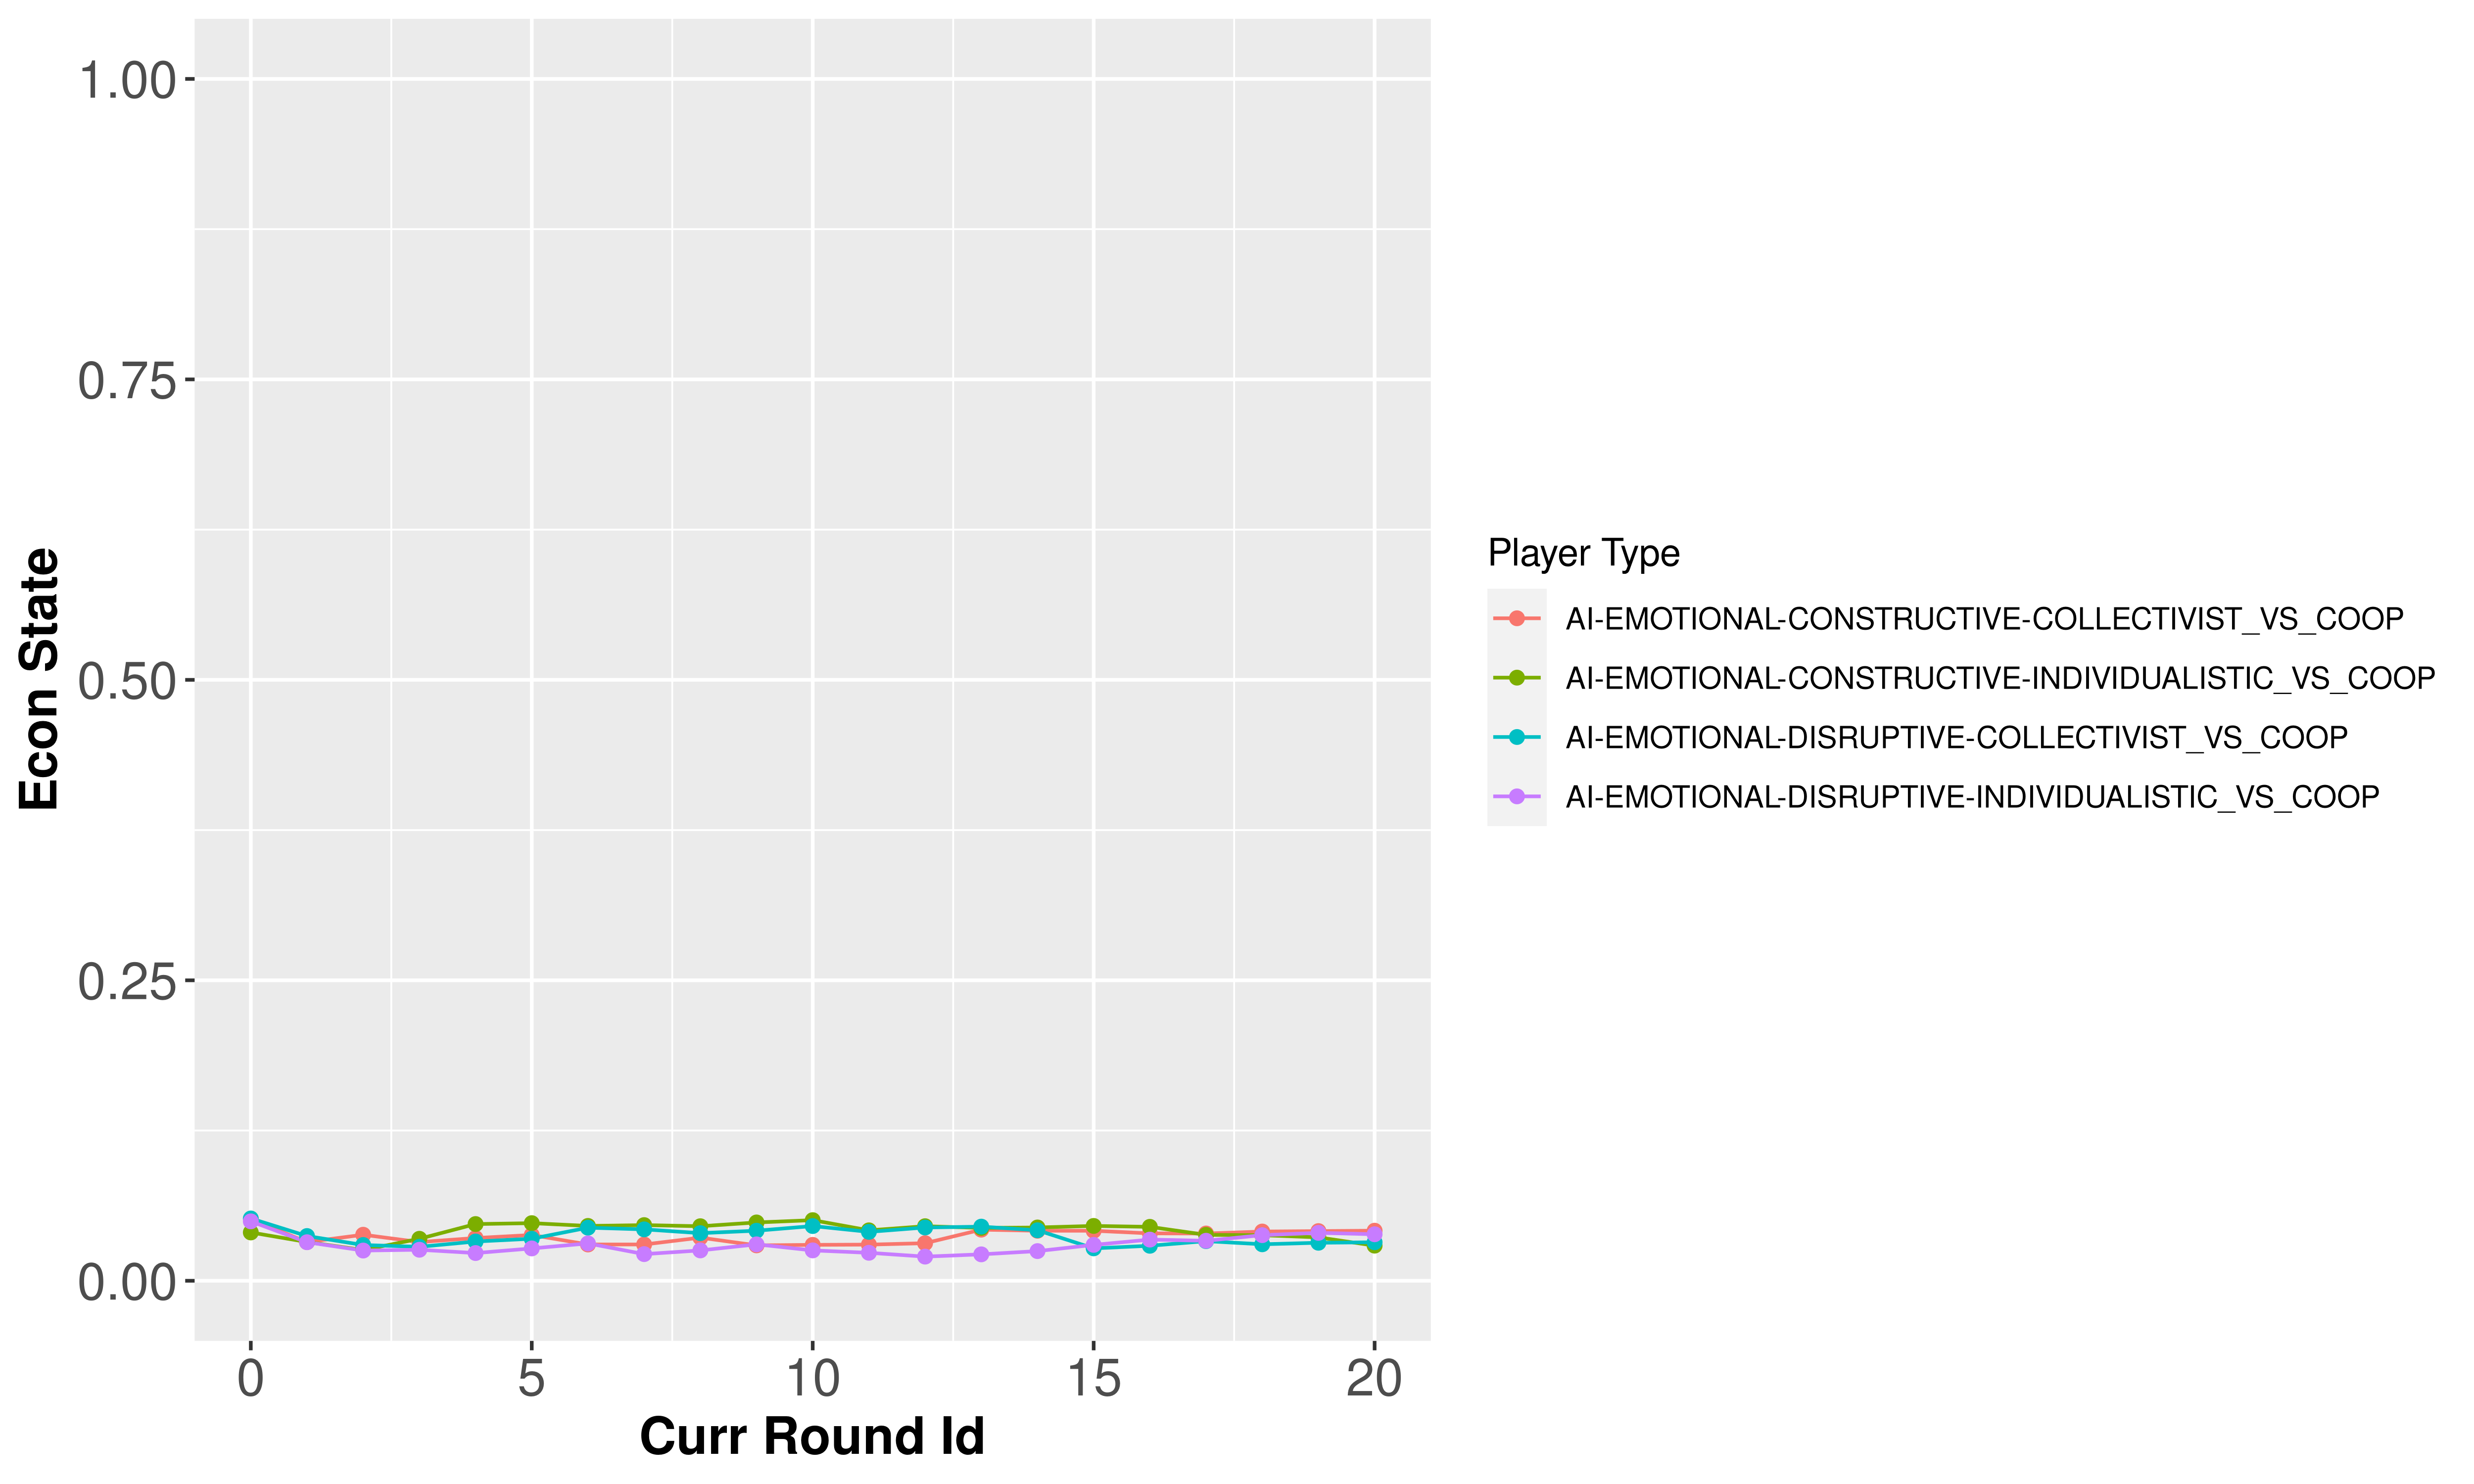 1.00
0.75
0.50
0.25
0.00
Econ State
0
5
10
15
20
Curr Round Id
Player Type
AI-EMOTIONAL-CONSTRUCTIVE-COLLECTIVIST_VS_COOP
AI-EMOTIONAL-CONSTRUCTIVE-INDIVIDUALISTIC_VS_COOP
AI-EMOTIONAL-DISRUPTIVE-COLLECTIVIST_VS_COOP
AI-EMOTIONAL-DISRUPTIVE-INDIVIDUALISTIC_VS_COOP